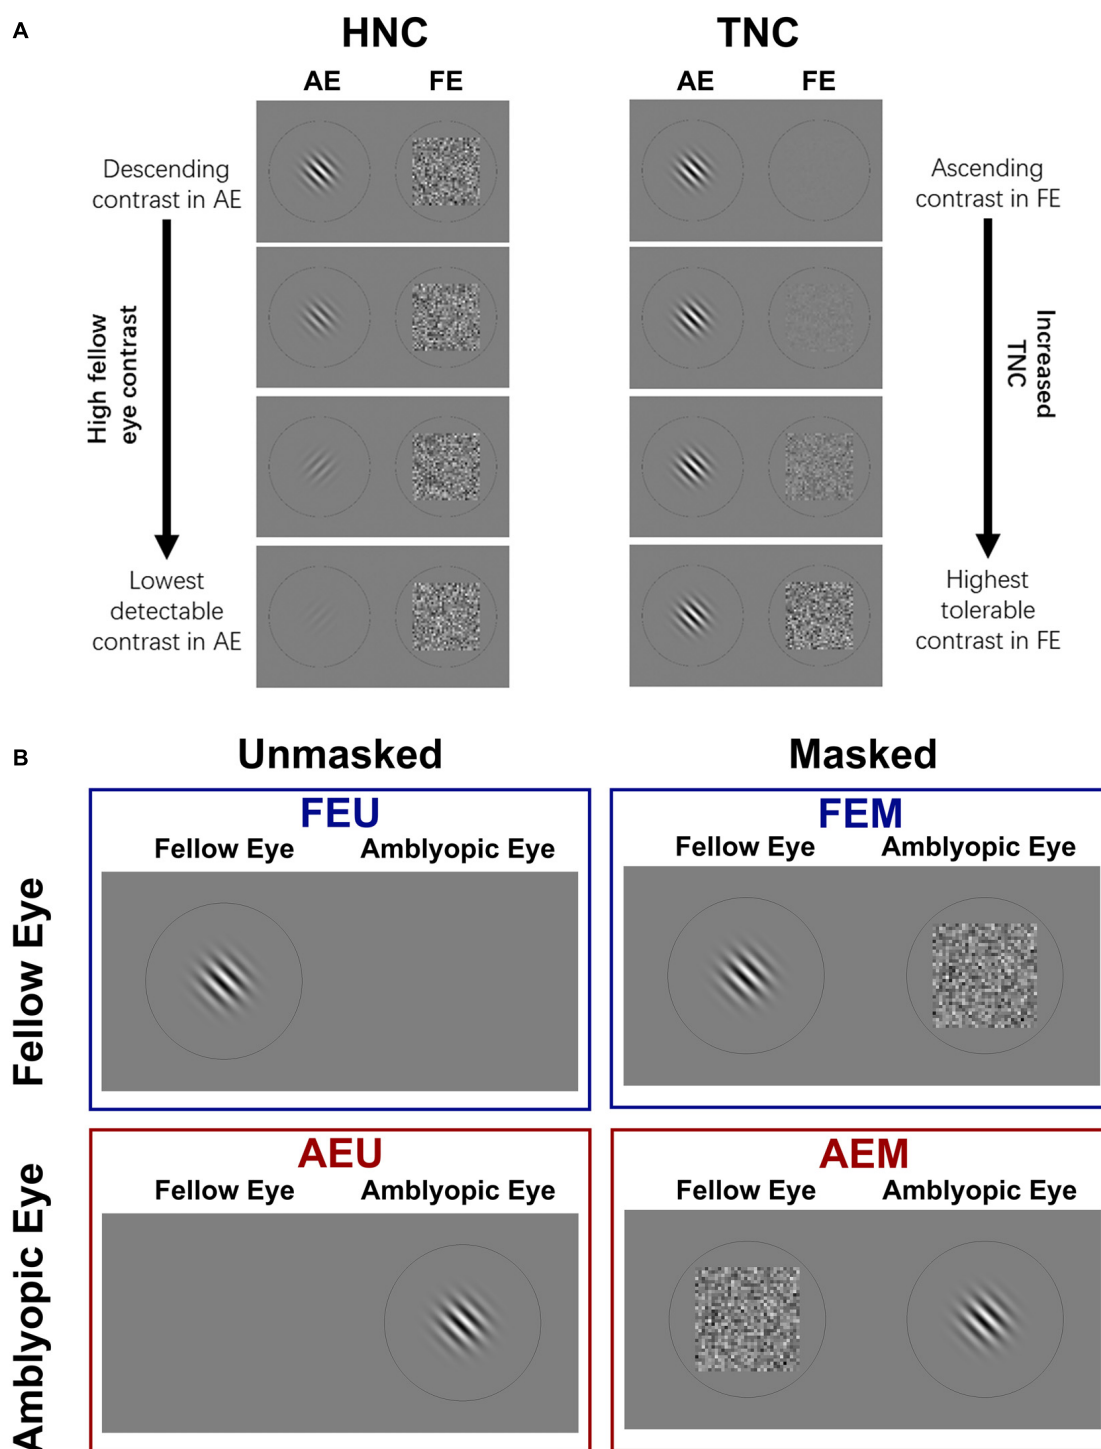 A
HNC
TNC
AE
FE
AE
FE
Descending
contrast in AE
High fellow
eye contrast
Lowest
detectable
contrast in AE
Ascending
contrast in FE
Increased
TNC
Highest
tolerable
contrast in FE
B
Unmasked
Masked
Fellow Eye
FEU
Fellow Eye
Amblyopic Eye
FEM
Fellow Eye
Amblyopic Eye
Amblyopic Eye
AEU
Fellow Eye
Amblyopic Eye
AEM
Fellow Eye
Amblyopic Eye